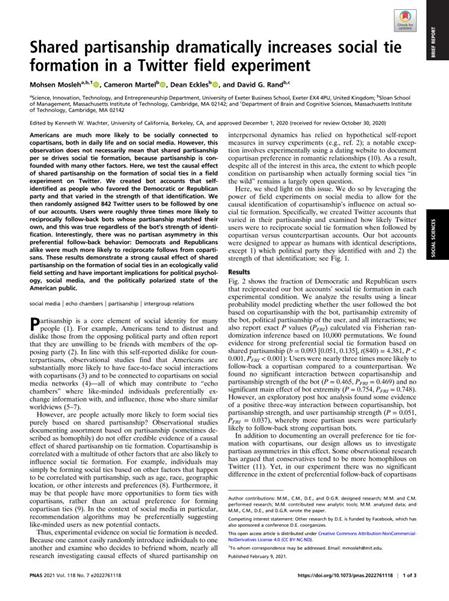 Check for
updates
BRIEF REPORT
Shared partisanship dramatically increases social tie
formation in a Twitter field experiment
Mohsen Mosleh, Cameron Martel, Dean Eckles, and David G. Rand
Science, Innovation, Technology, and Entrepreneurship Department, University of Exeter Business School, Exeter EX4 4PU, United Kingdom; Sloan School
of Management, Massachusetts Institute of Technology, Cambridge, MA 02142; and Department of Brain and Cognitive Sciences, Massachusetts Institute
of Technology, Cambridge, MA 02142
Edited by Kenneth W. Wachter, University of California, Berkeley, CA, and approved December 1, 2020 (received for review October 30, 2020)
Americans are much more likely to be socially connected to
copartisans, both in daily life and on social media. However, this
observation does not necessarily mean that shared partisanship
per se drives social tie formation, because partisanship is con-
founded with many other factors. Here, we test the causal effect
of shared partisanship on the formation of social ties in a field
experiment on Twitter. We created bot accounts that self-
identified as people who favored the Democratic or Republican
party and that varied in the strength of that identification. We
then randomly assigned 842 Twitter users to be followed by one
of our accounts. Users were roughly three times more likely to
reciprocally follow-back bots whose partisanship matched their
own, and this was true regardless of the bot's strength of identi-
fication. Interestingly, there was no partisan asymmetry in this
preferential follow-back behavior: Democrats and Republicans
alike were much more likely to reciprocate follows from coparti-
sans. These results demonstrate a strong causal effect of shared
partisanship on the formation of social ties in an ecologically valid
field setting and have important implications for political psychol-
ogy, social media, and the politically polarized state of the
American public.
social media | echo chambers | partisanship | intergroup relations
Partisanship is a core element of social identity for many
people (1). For example, Americans tend to distrust and
dislike those from the opposing political party and often report
that they are unwilling to be friends with members of the op-
posing party (2). In line with this self-reported dislike for coun-
terpartisans, observational studies find that Americans are
substantially more likely to have face-to-face social interactions
with copartisans (3) and to be connected to copartisans on social
media networks (4)—all of which may contribute to "echo
chambers" where like-minded individuals preferentially ex-
change information with, and influence, those who share similar
worldviews (5–7).
However, are people actually more likely to form social ties
purely based on shared partisanship? Observational studies
documenting assortment based on partisanship (sometimes de-
scribed as homophily) do not offer credible evidence of a causal
effect of shared partisanship on tie formation. Copartisanship is
correlated with a multitude of other factors that are also likely to
influence social tie formation. For example, individuals may
simply be forming social ties based on other factors that happen
to be correlated with partisanship, such as age, race, geographic
location, or other interests and preferences (8). Furthermore, it
may be that people have more opportunities to form ties with
copartisans, rather than an actual preference for forming
copartisan ties (9). In the context of social media in particular,
recommendation algorithms may be preferentially suggesting
like-minded users as new potential contacts.
Thus, experimental evidence on social tie formation is needed.
Because one cannot easily randomly introduce individuals to one
another and examine who decides to befriend whom, nearly all
research investigating causal effects of shared partisanship on
interpersonal dynamics has relied on hypothetical self-report
measures in survey experiments (e.g., ref. 2); a notable excep-
tion involves experimentally using a dating website to document
copartisan preference in romantic relationships (10). As a result,
despite all of the interest in this area, the extent to which people
condition on partisanship when actually forming social ties "in
the wild" remains a largely open question.
Here, we shed light on this issue. We do so by leveraging the
power of field experiments on social media to allow for the
causal identification of copartisanship's influence on actual so-
cial tie formation. Specifically, we created Twitter accounts that
varied in their partisanship and examined how likely Twitter
users were to reciprocate social tie formation when followed by
copartisan versus counterpartisan accounts. Our bot accounts
were designed to appear as humans with identical descriptions,
except 1) which political party they identified with and 2) the
strength of that identification; see Fig. 1.
Results
Fig. 2 shows the fraction of Democratic and Republican users
that reciprocated our bot accounts' social tie formation in each
experimental condition. We analyze the results using a linear
probability model predicting whether the user followed the bot
based on copartisanship with the bot, partisanship extremity of
the bot, political partisanship of the user, and all interactions; we
also report exact P values (PFRI) calculated via Fisherian ran-
domization inference based on 10,000 permutations. We found
evidence for strong preferential social tie formation based on
shared partisanship (b = 0.093 [0.051, 0.135], t(840) = 4.381, P <
0.001, PFRI < 0.001): Users were nearly three times more likely to
follow-back a copartisan compared to a counterpartisan. We
found no significant interaction between copartisanship and
partisanship strength of the bot (P = 0.465, PFRI = 0.469) and no
significant main effect of bot extremity (P = 0.754, PFRI = 0.748).
However, an exploratory post hoc analysis found some evidence
of a positive three-way interaction between copartisanship, bot
partisanship strength, and user partisanship strength (P = 0.051,
PFRI = 0.037), whereby more partisan users were particularly
likely to follow-back strong copartisan bots.
In addition to documenting an overall preference for tie for-
mation with copartisans, our design allows us to investigate
partisan asymmetries in this effect. Some observational research
has argued that conservatives tend to be more homophilous on
Twitter (11). Yet, in our experiment there was no significant
difference in the extent of preferential follow-back of copartisans
SOCIAL SCIENCES
Author contributions: M.M., C.M., D.E., and D.G.R. designed research; M.M. and C.M.
performed research; M.M. contributed new analytic tools; M.M. analyzed data; and
M.M., C.M., D.E., and D.G.R. wrote the paper.
Competing interest statement: Other research by D.E. is funded by Facebook, which has
also sponsored a conference D.E. coorganizes.
This open access article is distributed under Creative Commons Attribution-NonCommercial-
NoDerivatives License 4.0 (CC BY-NC-ND).
To whom correspondence may be addressed. Email: mmosleh@mit.edu.
Published February 9, 2021.
PNAS 2021 Vol. 118 No. 7 e2022761118
https://doi.org/10.1073/pnas.2022761118 | 1 of 3